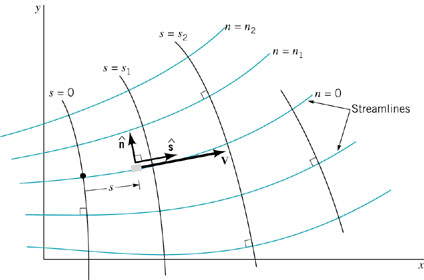 y
n = n₂
s = s₂
n = n₁
s = s₁
s = 0
n = 0
Streamlines
n̂
ŝ
V
s
x